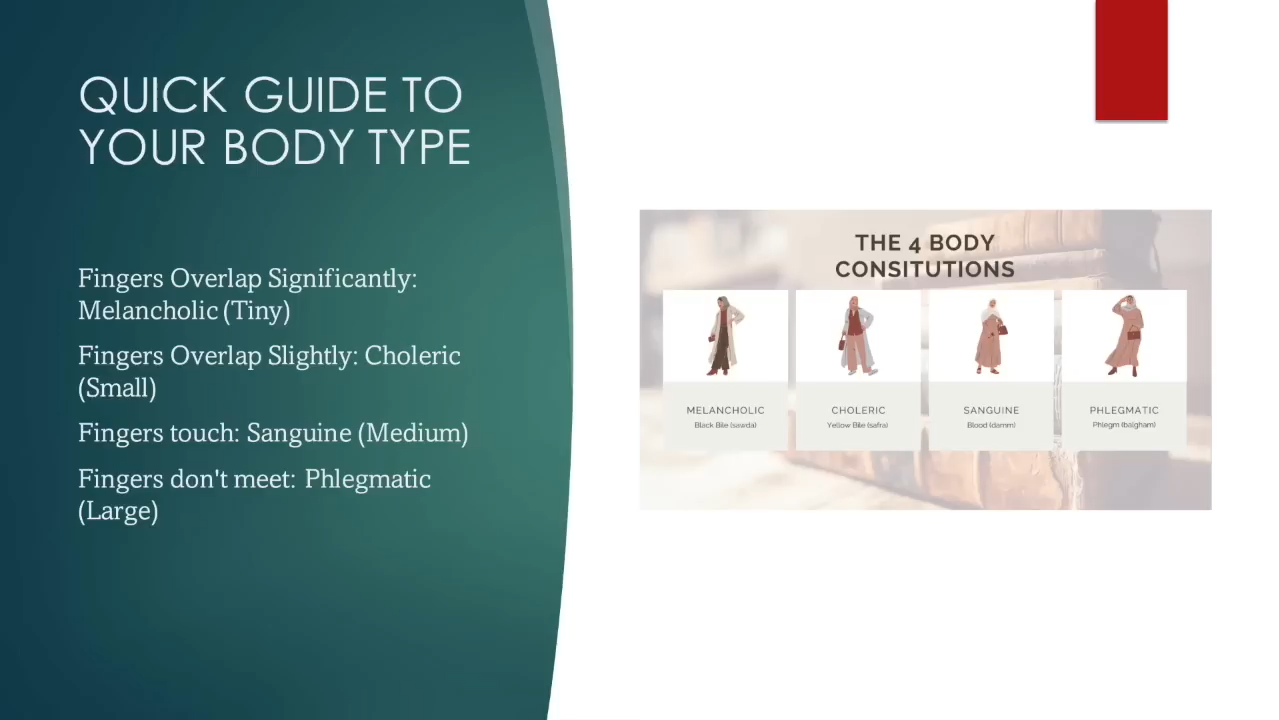 QUICK GUIDE TO
YOUR BODY TYPE
Fingers Overlap Significantly:
Melancholic (Tiny)
Fingers Overlap Slightly: Choleric
(Small)
Fingers touch: Sanguine (Medium)
Fingers don't meet: Phlegmatic
(Large)
THE 4 BODY
CONSITUTIONS
MELANCHOLIC
Black Bile (sawda)
CHOLERIC
Yellow Bile (safra)
SANGUINE
Blood (damm)
PHLEGMATIC
Phlegm (balgham)